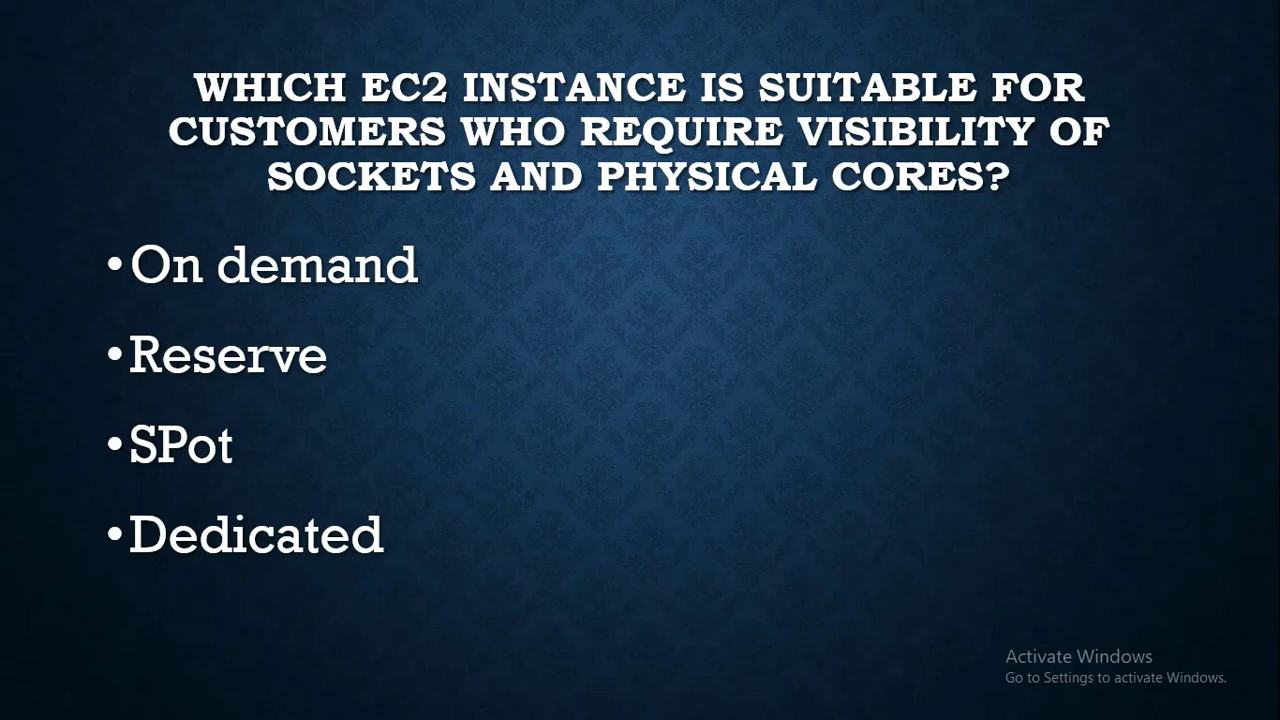 WHICH EC2 INSTANCE IS SUITABLE FOR
CUSTOMERS WHO REQUIRE VISIBILITY OF
SOCKETS AND PHYSICAL CORES?
•On demand
•Reserve
•SPot
•Dedicated
Activate Windows
Go to Settings to activate Windows.